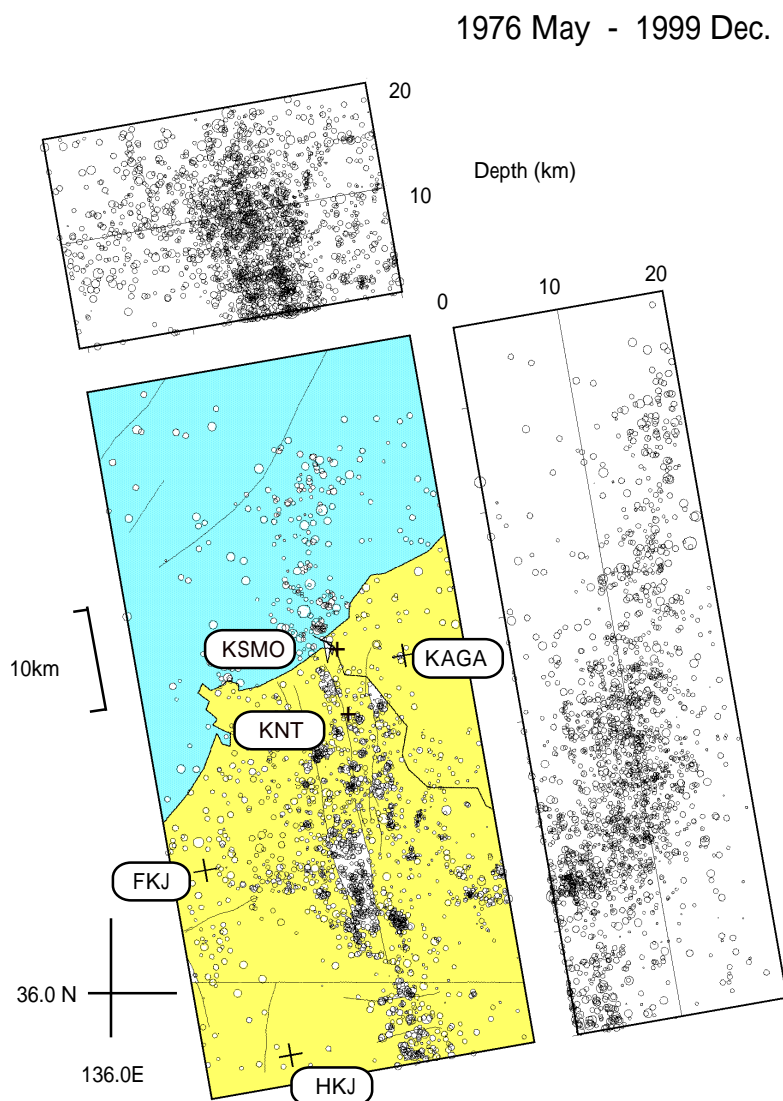 1976 May - 1999 Dec.
20
Depth (km)
10
0
10
20
KSMO
KAGA
10km
KNT
FKJ
36.0 N
136.0E
HKJ